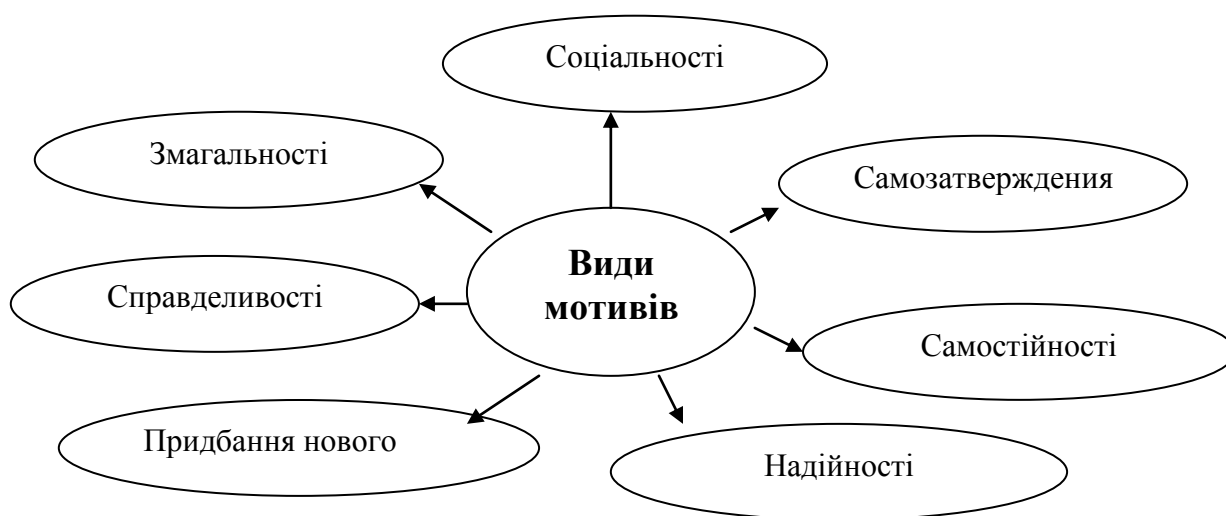 Соціальності
Змагальності
Самозатверждения
Види
мотивів
Справделивості
Самостійності
Придбання нового
Надійності